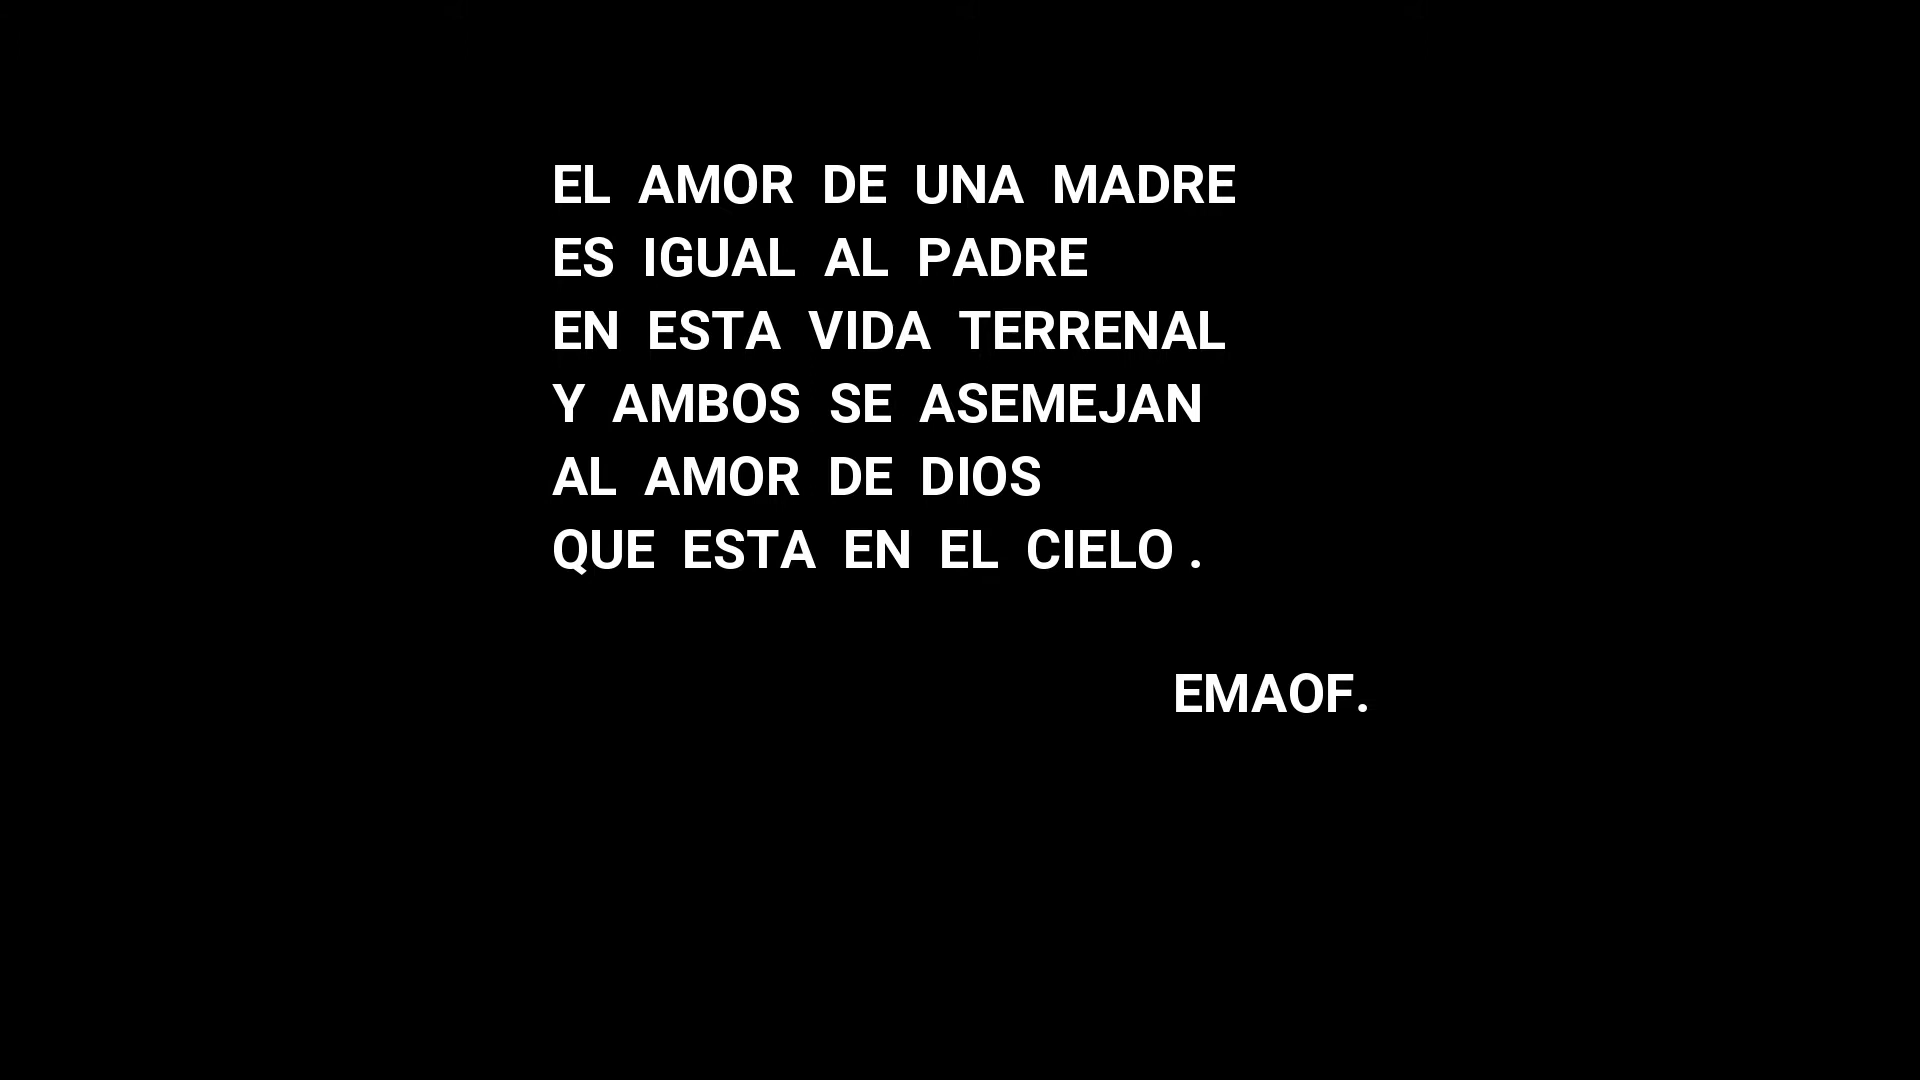 EL AMOR DE UNA MADRE
ES IGUAL AL PADRE
EN ESTA VIDA TERRENAL
Y AMBOS SE ASEMEJAN
AL AMOR DE DIOS
QUE ESTA EN EL CIELO .
EMAOF.